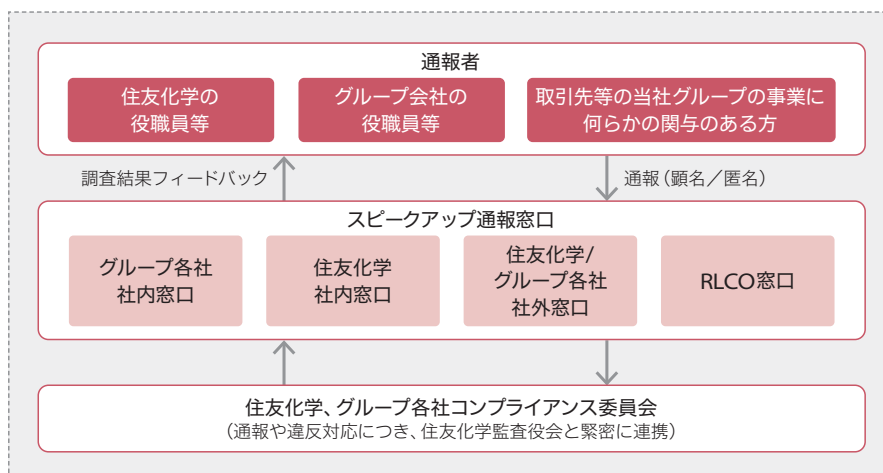 通報者
住友化学の
役職員等
グループ会社の
役職員等
取引先等の当社グループの事業に
何らかの関与のある方
調査結果フィードバック
通報（顕名／匿名）
スピークアップ通報窓口
グループ各社
社内窓口
住友化学
社内窓口
住友化学/
グループ各社
社外窓口
RLCO窓口
住友化学、グループ各社コンプライアンス委員会
（通報や違反対応につき、住友化学監査役会と緊密に連携）